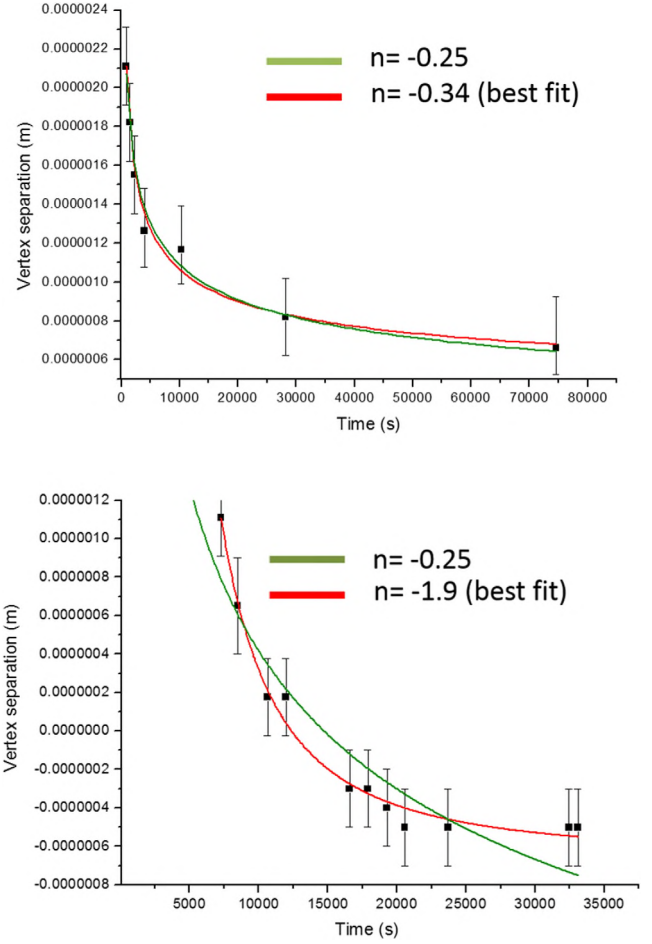 0.0000024
0.0000020
0.0000018
0.0000016
0.0000014
0.0000012
0.0000010
0.0000008
0.0000006
Vertex separation (m)
n= -0.25
n= -0.34 (best fit)
0 10000 20000 30000 40000 50000 60000 70000 80000
Time (s)
0.0000012
0.0000010
0.0000008
0.0000006
0.0000004
0.0000002
0.0000000
-0.0000002
-0.0000004
-0.0000006
-0.0000008
Vertex separation (m)
n= -0.25
n= -1.9 (best fit)
5000 10000 15000 20000 25000 30000 35000
Time (s)